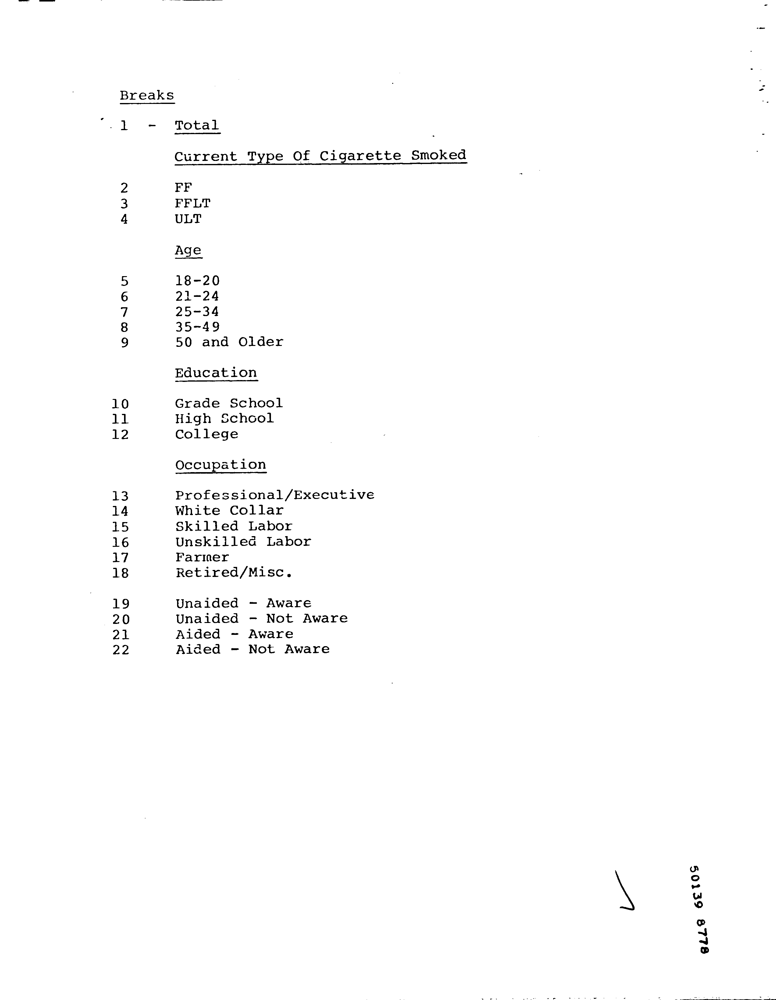 Breaks
1 - Total
Current Type Of Cigarette Smoked
2 FF
3 FFLT
4 ULT
Age
5 18-20
6 21-24
7 25-34
8 35-49
9 50 and Older
Education
10 Grade School
11 High School
12 College
Occupation
13 Professional/Executive
14 White Collar
15 Skilled Labor
16 Unskilled Labor
17 Farmer
18 Retired/Misc.
19 Unaided - Aware
20 Unaided - Not Aware
21 Aided - Aware
22 Aided - Not Aware
50139 8778